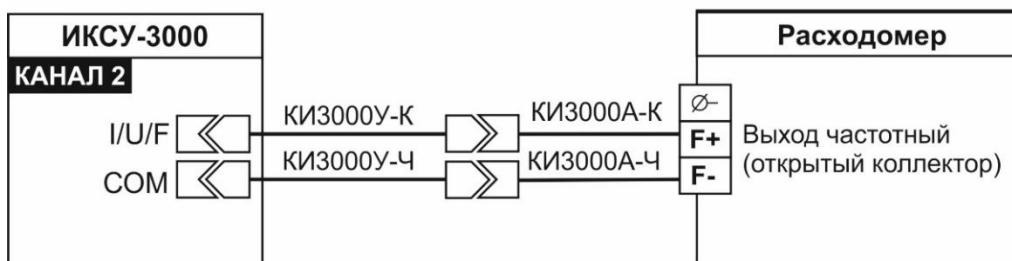 ИКСУ-3000
КАНАЛ 2
I/U/F
COM
КИ3000У-К
КИ3000У-Ч
КИ3000А-К
КИ3000А-Ч
Расходомер
F+
F-
Выход частотный
(открытый коллектор)